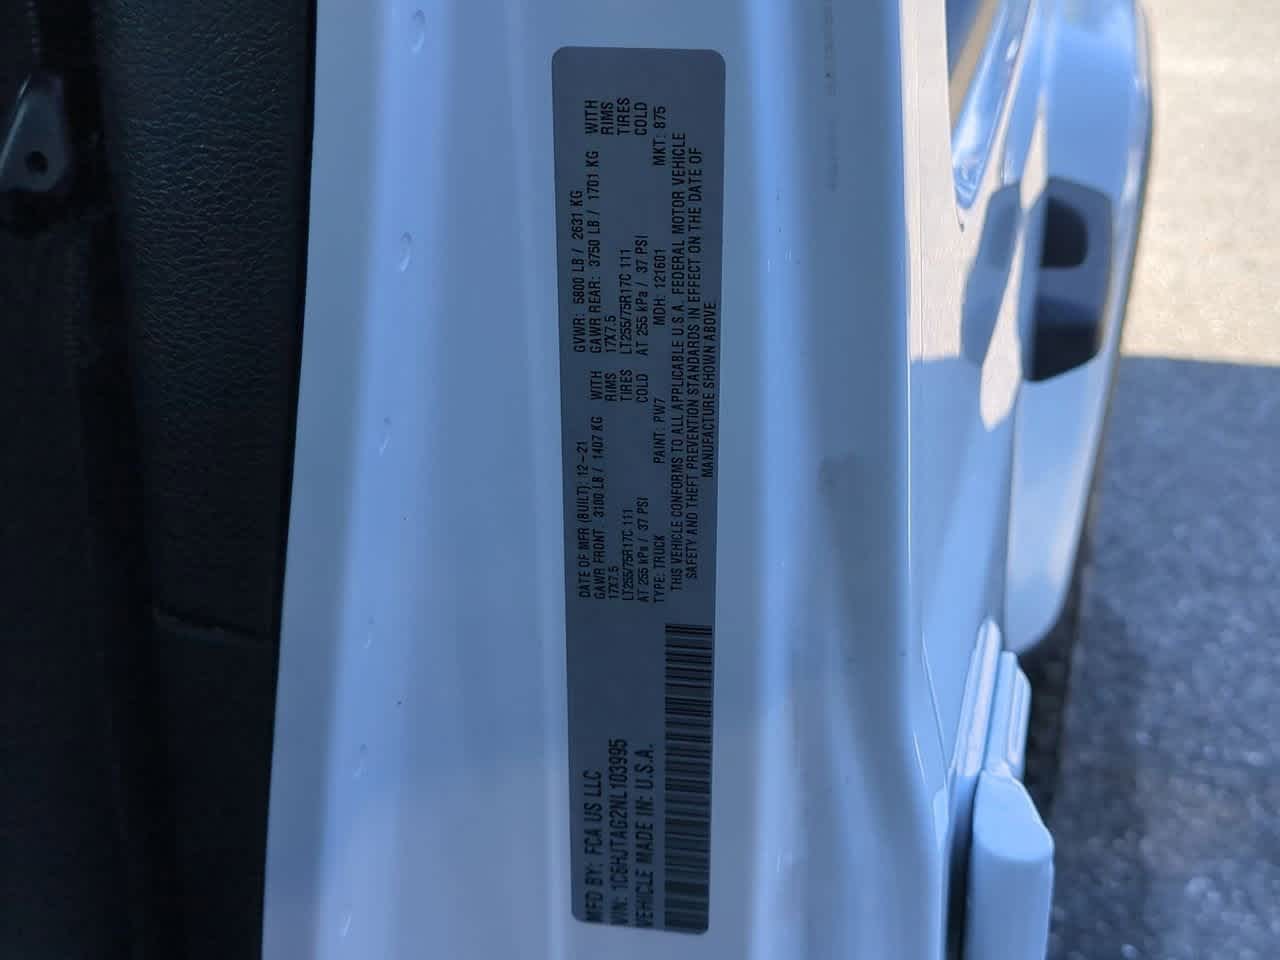 MFD BY: FCA US LLC
VIN: 1C6HJTAG2NL103995
VEHICLE MADE IN: U.S.A.
DATE OF MFR (BUILT): 12-21 GVWR: 5800 LB / 2631 KG
GAWR FRONT: 3100 LB / 1407 KG WITH GAWR REAR: 3750 LB / 1701 KG WITH
17X7.5 RIMS 17X7.5 RIMS
LT255/75R17C 111 TIRES LT255/75R17C 111 TIRES
AT 255 kPa / 37 PSI COLD AT 255 kPa / 37 PSI COLD
TYPE: TRUCK PAINT: PW7 MDH: 121601 MKT: 875
THIS VEHICLE CONFORMS TO ALL APPLICABLE U.S.A. FEDERAL MOTOR VEHICLE
SAFETY AND THEFT PREVENTION STANDARDS IN EFFECT ON THE DATE OF
MANUFACTURE SHOWN ABOVE.